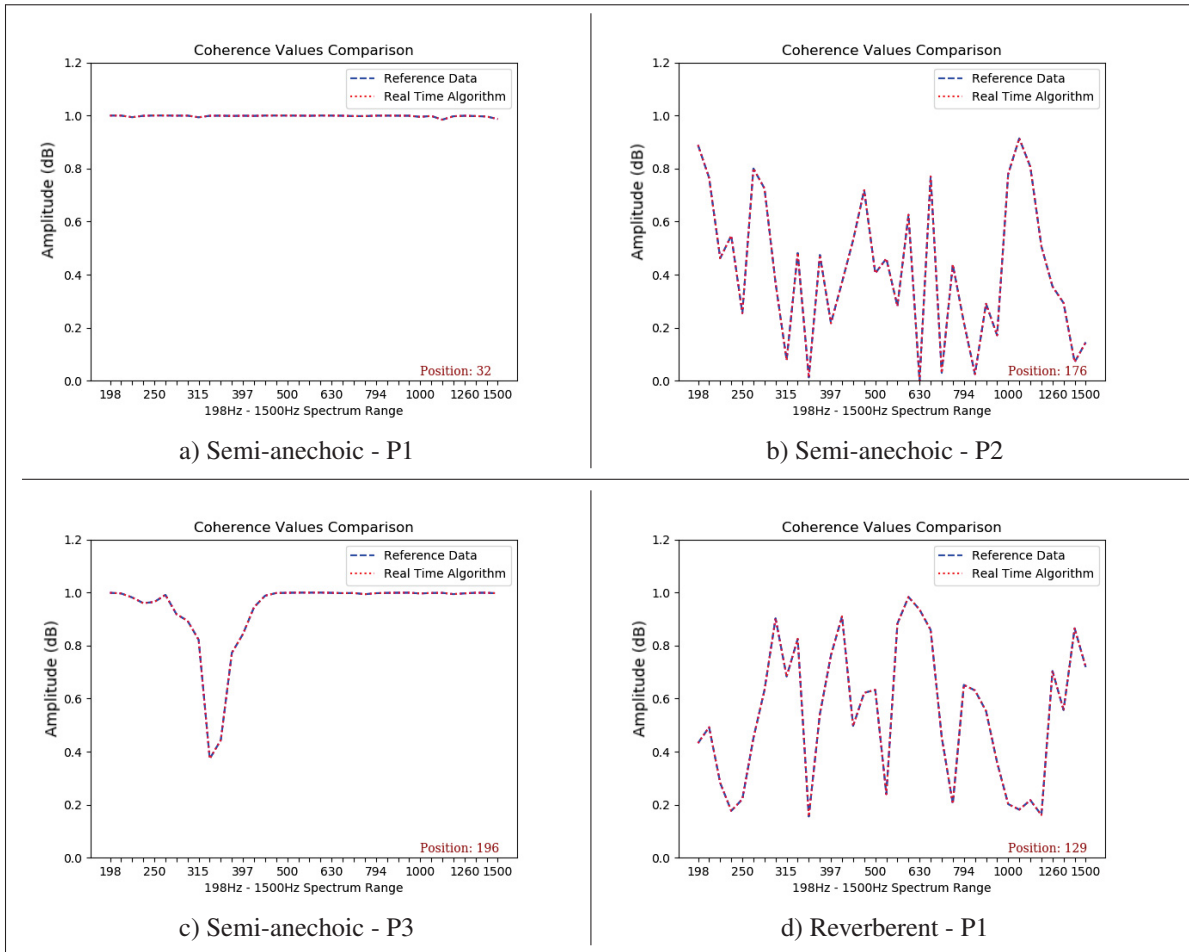 Coherence Values Comparison
1.2
1.0
0.8
0.6
0.4
0.2
0.0
Amplitude (dB)
Reference Data
Real Time Algorithm
Position: 32
198 250 315 397 500 630 794 1000 1260 1500
198Hz - 1500Hz Spectrum Range
a) Semi-anechoic - P1
Coherence Values Comparison
1.2
1.0
0.8
0.6
0.4
0.2
0.0
Amplitude (dB)
Reference Data
Real Time Algorithm
Position: 176
198 250 315 397 500 630 794 1000 1260 1500
198Hz - 1500Hz Spectrum Range
b) Semi-anechoic - P2
Coherence Values Comparison
1.2
1.0
0.8
0.6
0.4
0.2
0.0
Amplitude (dB)
Reference Data
Real Time Algorithm
Position: 196
198 250 315 397 500 630 794 1000 1260 1500
198Hz - 1500Hz Spectrum Range
c) Semi-anechoic - P3
Coherence Values Comparison
1.2
1.0
0.8
0.6
0.4
0.2
0.0
Amplitude (dB)
Reference Data
Real Time Algorithm
Position: 129
198 250 315 397 500 630 794 1000 1260 1500
198Hz - 1500Hz Spectrum Range
d) Reverberent - P1